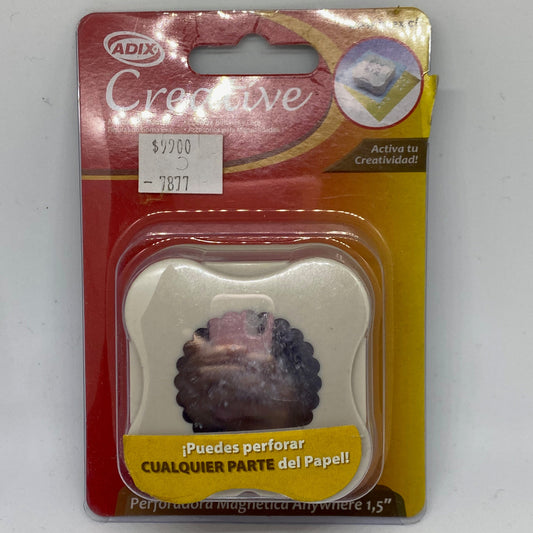 ADIX
Creative
Activa tu
Creatividad!
$9900
- 7877
¡Puedes perforar
CUALQUIER PARTE del Papel!
Perforadora Magnética Anywhere 1,5"